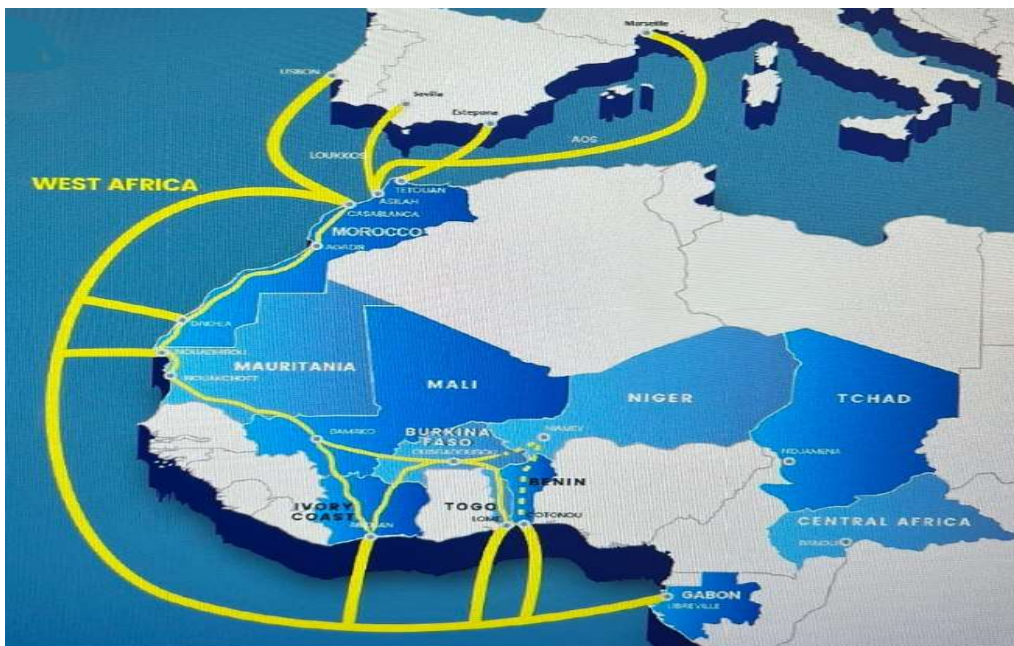 Marseille
LISBON
Sevilla
Estepona
AOS
LOUKKOS
WEST AFRICA
TETOUAN
ASILAH
CASABLANCA
MOROCCO
AGADIR
DAKHLA
NOUADHIBOU
MAURITANIA
NOUAKCHOTT
MALI
NIGER
TCHAD
BAMAKO
BURKINA
FASO
NIAMEY
OUAGADOUGOU
NDJAMENA
BENIN
IVORY
COAST
TOGO
LOME
COTONOU
ABIDJAN
CENTRAL AFRICA
BANGUI
GABON
LIBREVILLE